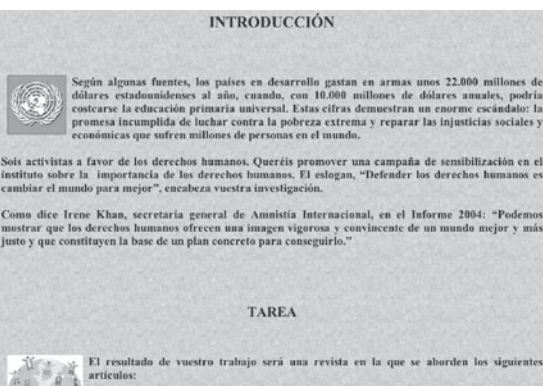 INTRODUCCIÓN
Según algunas fuentes, los países en desarrollo gastan en armas unos 22.000 millones de
dólares estadounidenses al año, cuando, con 10.000 millones de dólares anuales, podría
costearse la educación primaria universal. Estas cifras demuestran un enorme escándalo: la
promesa incumplida de luchar contra la pobreza extrema y reparar las injusticias sociales y
económicas que sufren millones de personas en el mundo.
Sois activistas a favor de los derechos humanos. Queréis promover una campaña de sensibilización en el
instituto sobre la importancia de los derechos humanos. El eslogan, “Defender los derechos humanos es
cambiar el mundo para mejor”, encabeza vuestra investigación.
Como dice Irene Khan, secretaria general de Amnistía Internacional, en el Informe 2004: “Podemos
mostrar que los derechos humanos ofrecen una imagen vigorosa y convincente de un mundo mejor y más
justo y que constituyen la base de un plan concreto para conseguirlo.”
TAREA
El resultado de vuestro trabajo será una revista en la que se aborden los siguientes
artículos: